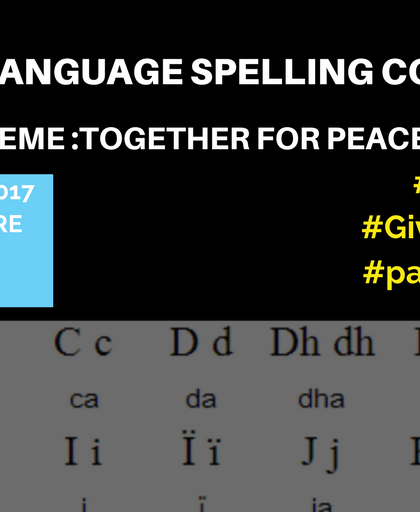 ANGUAGE SPELLING CO
EME :TOGETHER FOR PEACE
017
RE
#
#Giv
#pa
C c D d Dh dh
ca da dha
I i Ï ï J j
i ï ja